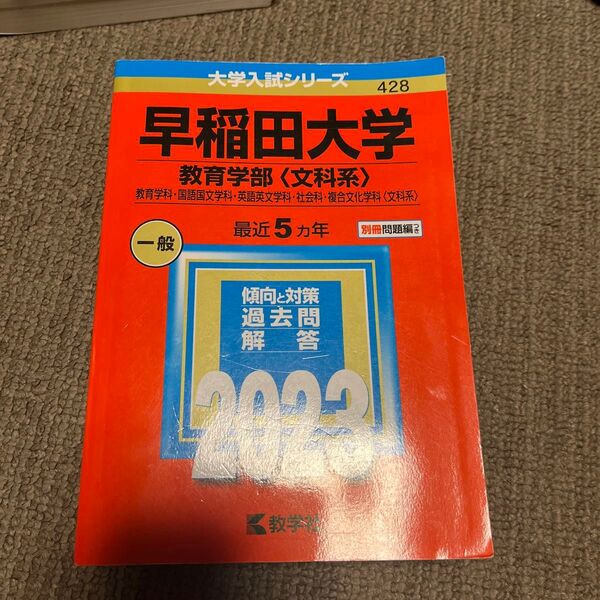 大学入試シリーズ
428
早稲田大学
教育学部〈文科系〉
教育学科・国語国文学科・英語英文学科・社会科・複合文化学科〈文科系〉
一般
最近5カ年
別冊問題編つき
傾向と対策
過去問
解答
2023
教学社